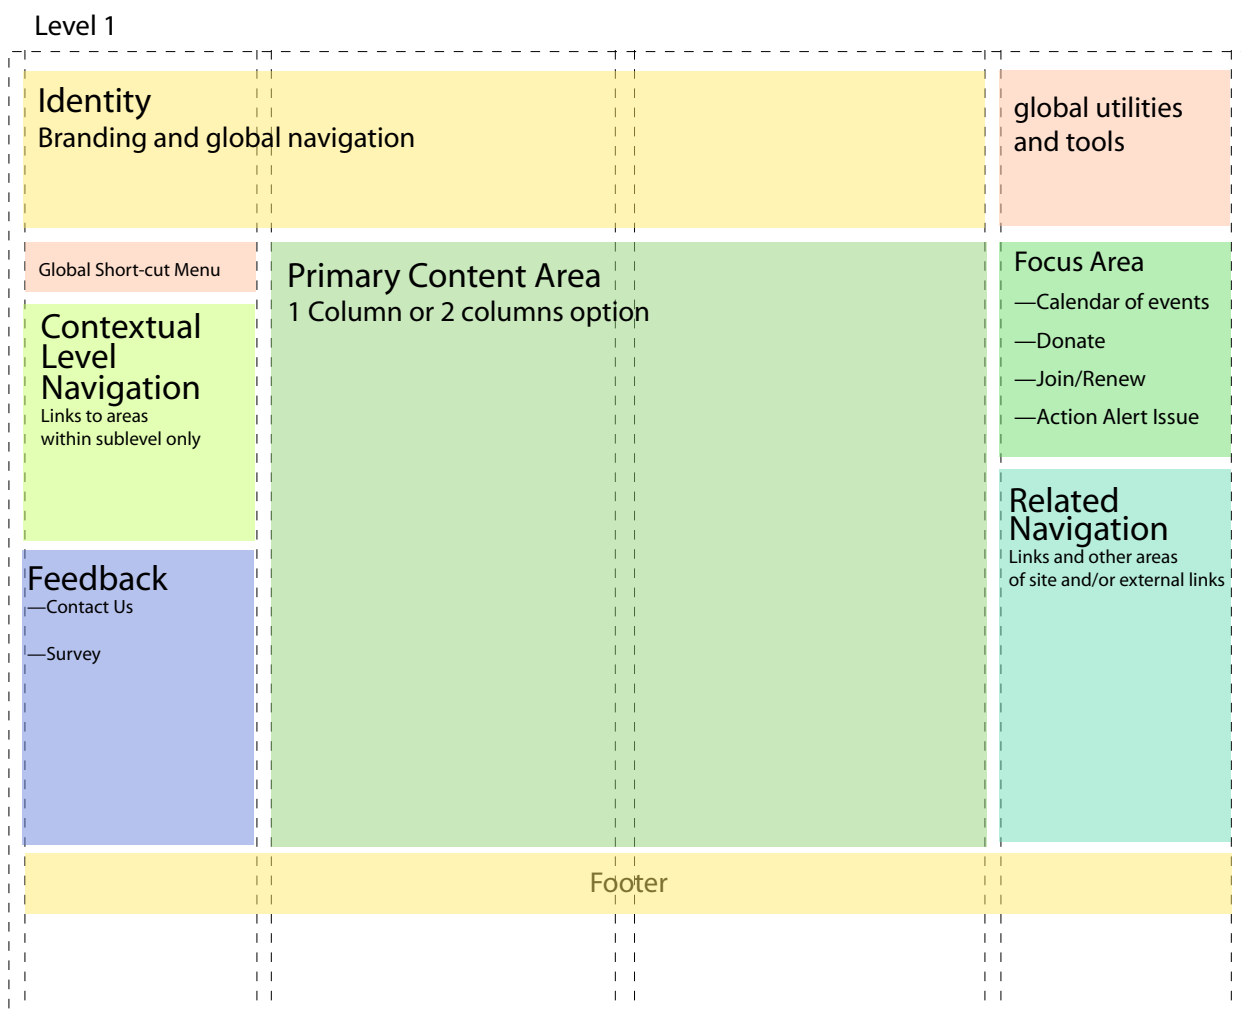 Level 1
Identity
Branding and global navigation
global utilities
and tools
Global Short-cut Menu
Contextual
Level
Navigation
Links to areas
within sublevel only
Feedback
—Contact Us
—Survey
Primary Content Area
1 Column or 2 columns option
Focus Area
—Calendar of events
—Donate
—Join/Renew
—Action Alert Issue
Related
Navigation
Links and other areas
of site and/or external links
Footer